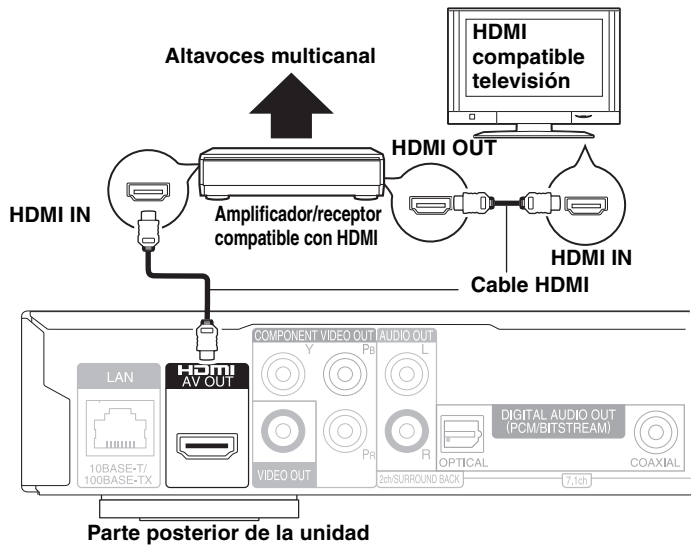 Altavoces multicanal
HDMI
compatible
televisión
HDMI OUT
HDMI IN
Amplificador/receptor
compatible con HDMI
HDMI IN
Cable HDMI
LAN
10BASE-T/
100BASE-TX
HDMI
AV OUT
COMPONENT VIDEO OUT
Y
PB
PR
VIDEO OUT
AUDIO OUT
L
R
2ch/SURROUND BACK
DIGITAL AUDIO OUT
(PCM/BITSTREAM)
OPTICAL
COAXIAL
7.1ch
Parte posterior de la unidad